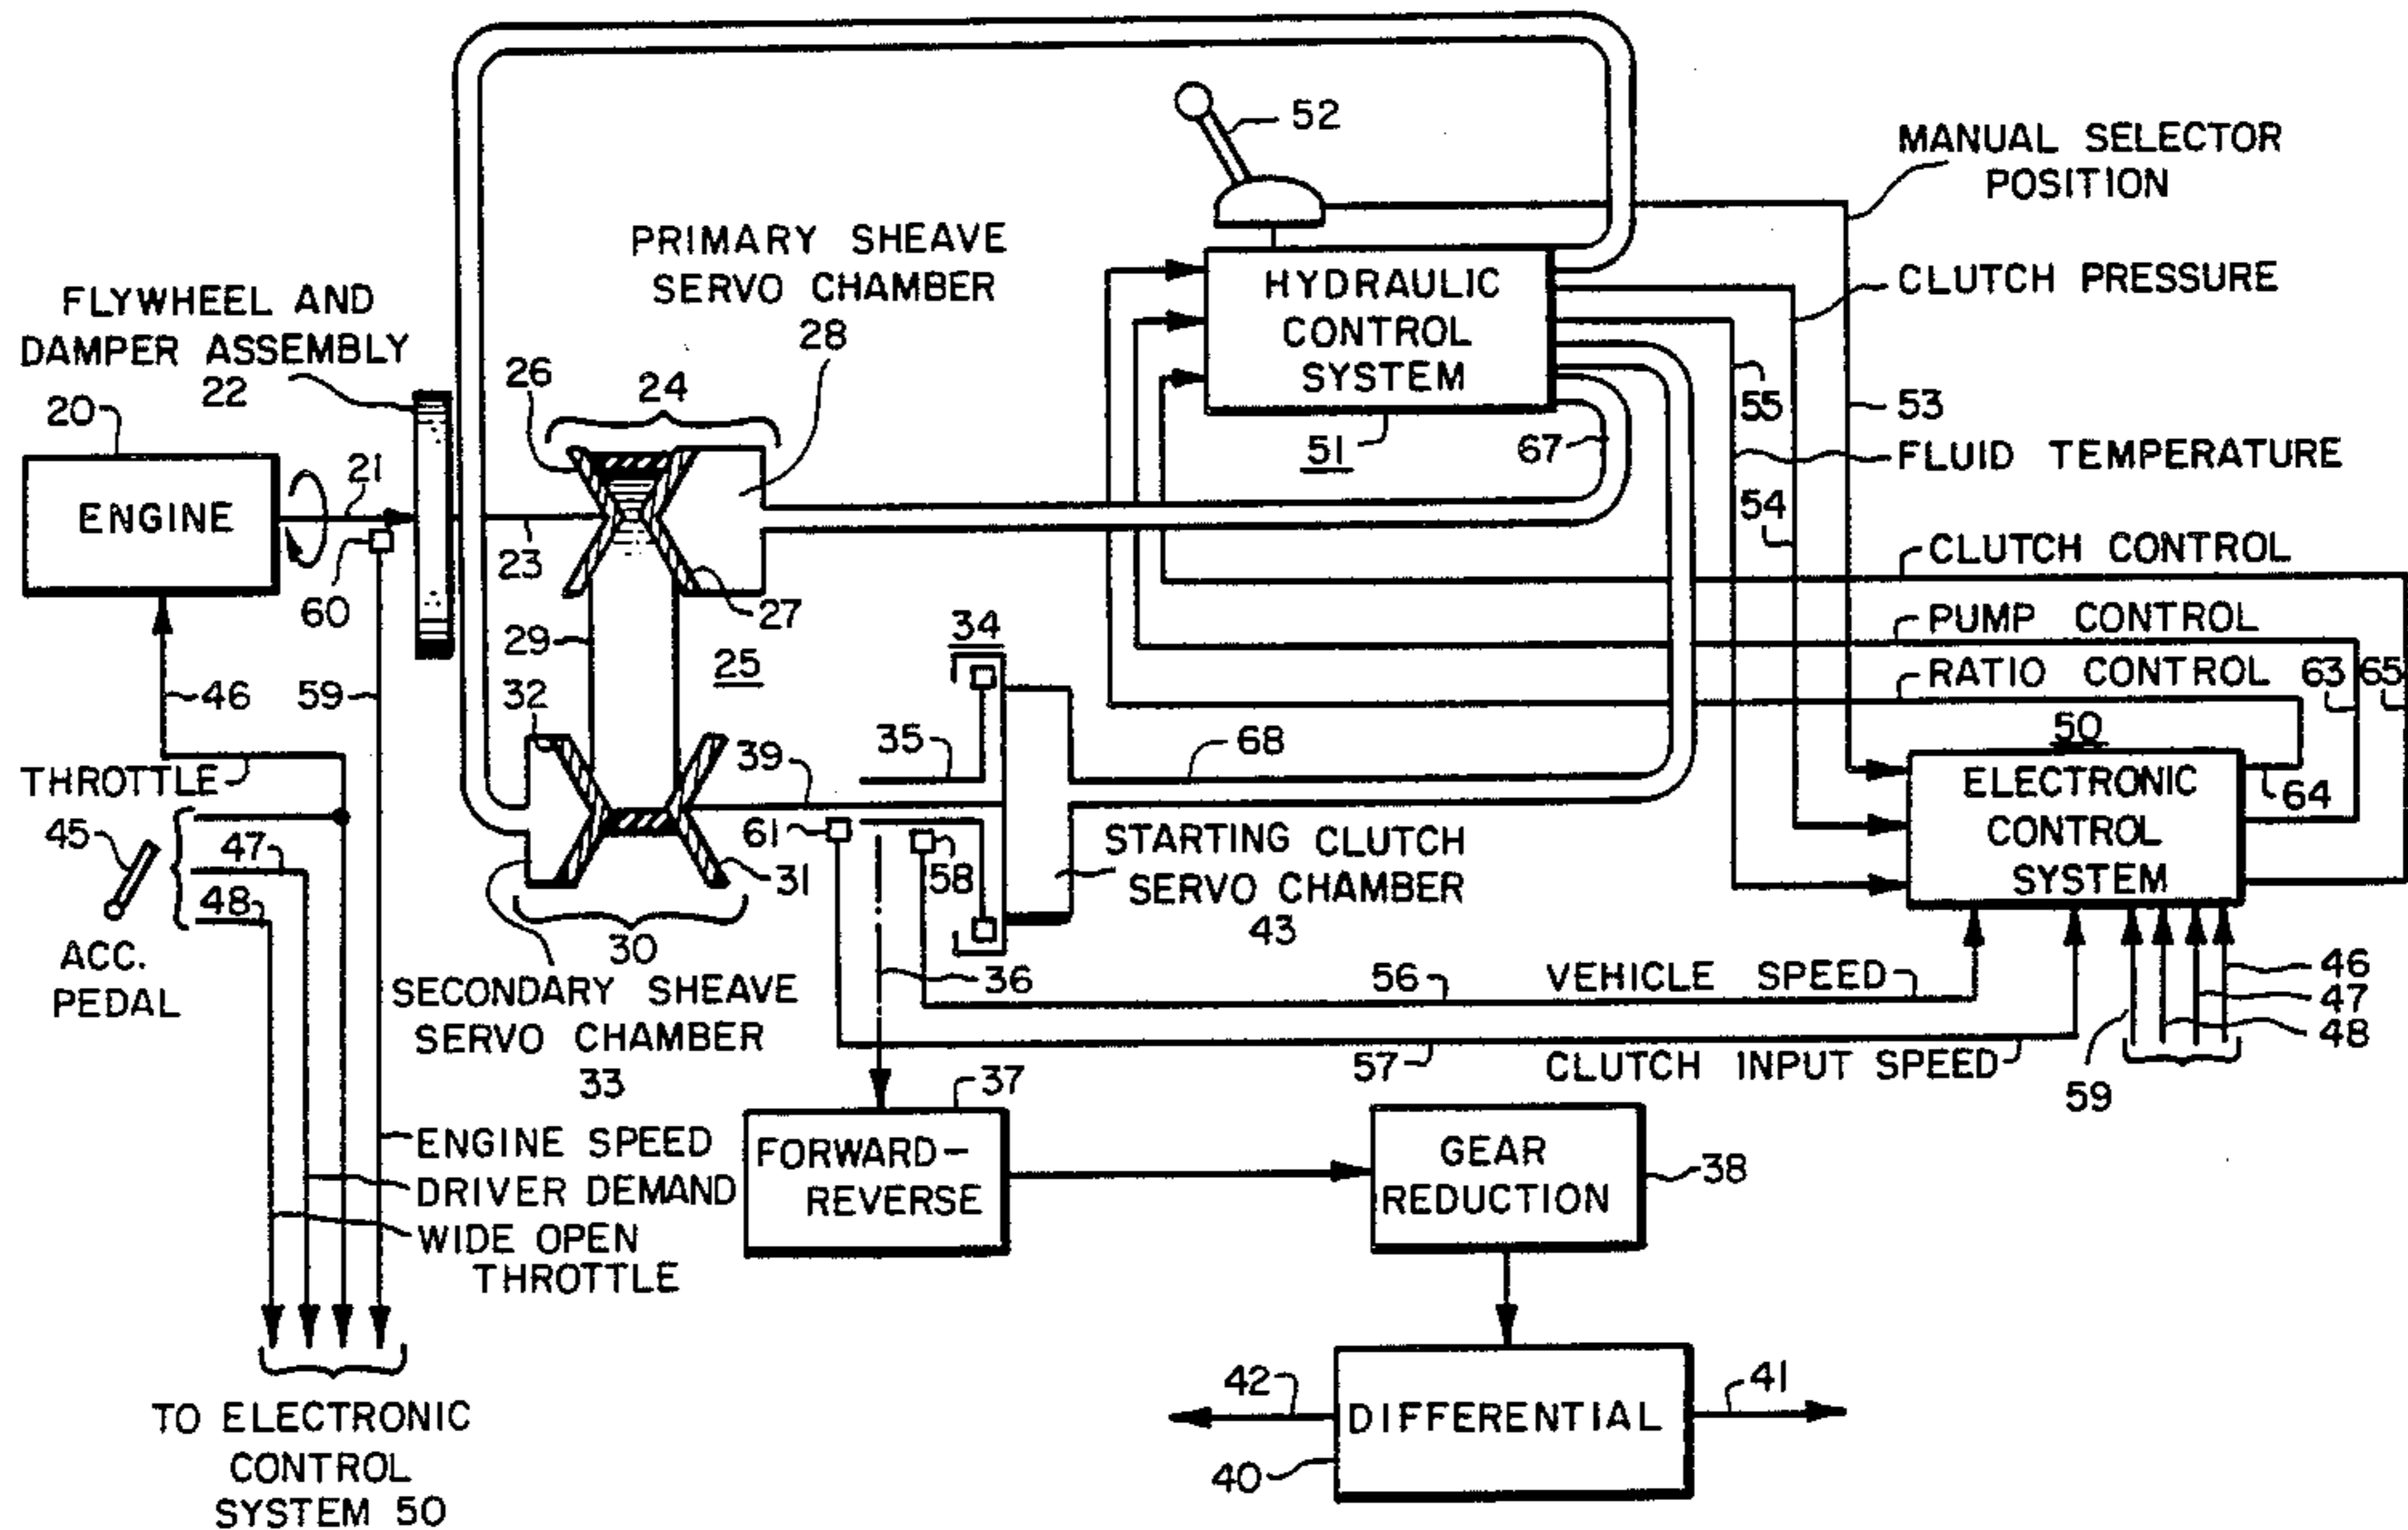 52
MANUAL SELECTOR
POSITION
PRIMARY SHEAVE
SERVO CHAMBER
28
HYDRAULIC
CONTROL
SYSTEM
51
CLUTCH PRESSURE
FLYWHEEL AND
DAMPER ASSEMBLY
22
20
26
24
55
53
67
FLUID TEMPERATURE
ENGINE
21
60
23
27
54
CLUTCH CONTROL
PUMP CONTROL
RATIO CONTROL
63
65
29
25
34
46
59
32
35
39
68
50
ELECTRONIC
CONTROL
SYSTEM
64
THROTTLE
45
47
48
ACC.
PEDAL
61
58
31
30
STARTING CLUTCH
SERVO CHAMBER
43
SECONDARY SHEAVE
SERVO CHAMBER
33
36
56
VEHICLE SPEED
57
CLUTCH INPUT SPEED
46
47
48
59
37
FORWARD-
REVERSE
GEAR
REDUCTION
38
ENGINE SPEED
DRIVER DEMAND
WIDE OPEN
THROTTLE
42
41
DIFFERENTIAL
40
TO ELECTRONIC
CONTROL
SYSTEM 50